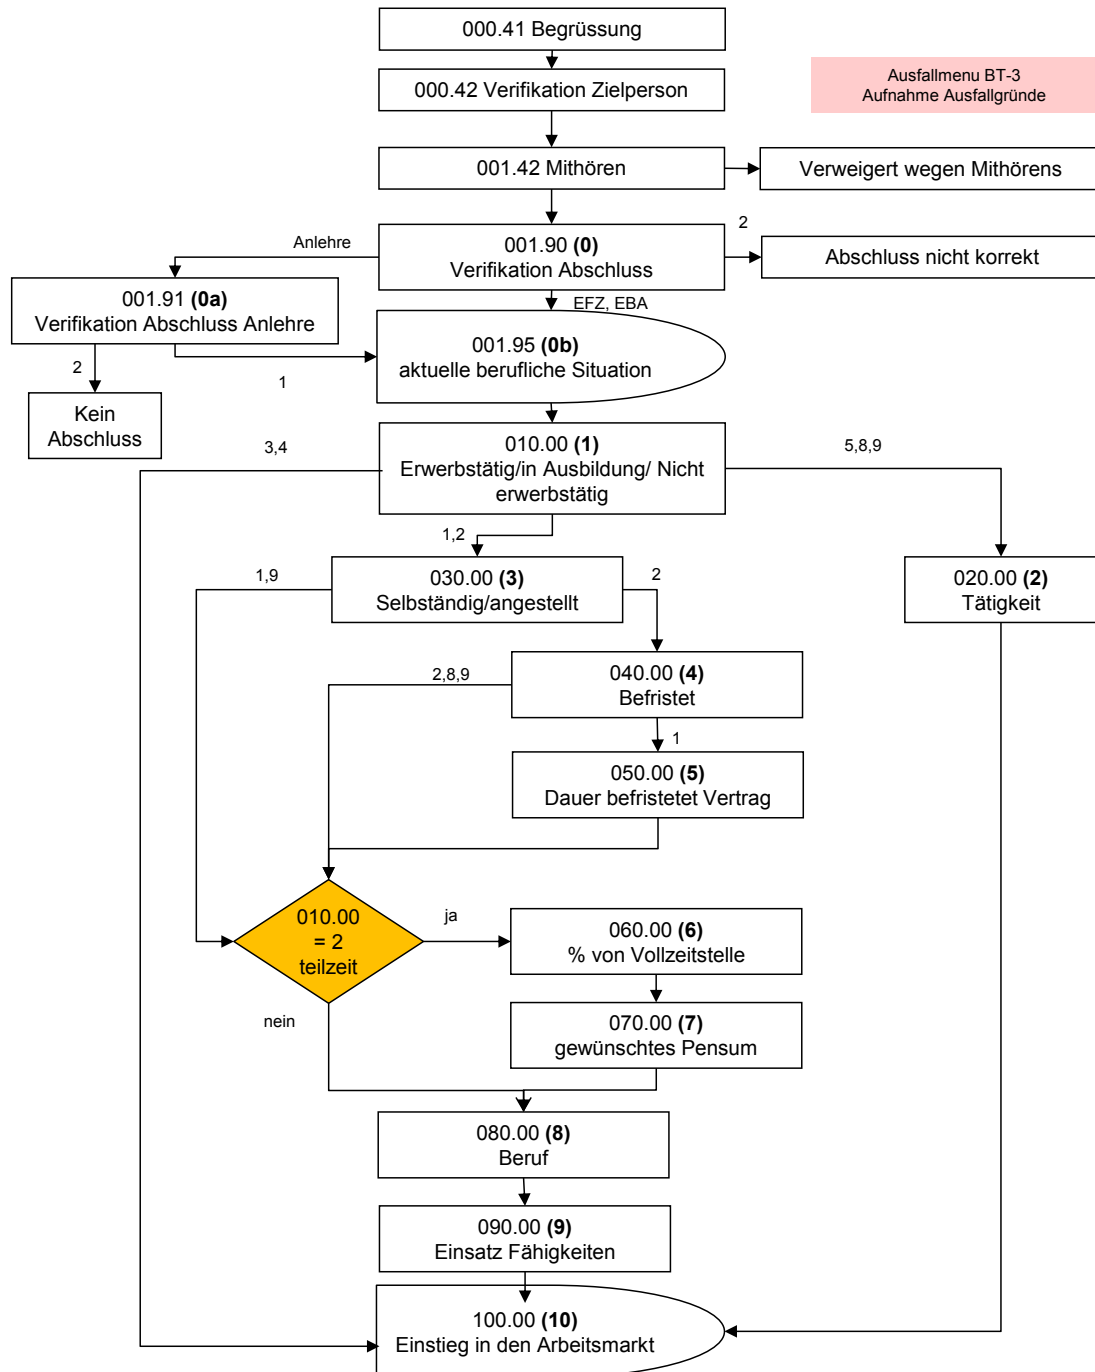 000.41 Begrüssung
000.42 Verifikation Zielperson
Ausfallmenu BT-3
Aufnahme Ausfallgründe
001.42 Mithören
Verweigert wegen Mithörens
Anlehre
001.90 (0)
Verifikation Abschluss
2
Abschluss nicht korrekt
001.91 (0a)
Verifikation Abschluss Anlehre
EFZ, EBA
001.95 (0b)
aktuelle berufliche Situation
2
1
Kein
Abschluss
3,4
010.00 (1)
Erwerbstätig/in Ausbildung/ Nicht
erwerbstätig
5,8,9
1,2
1,9
030.00 (3)
Selbständig/angestellt
2
020.00 (2)
Tätigkeit
2,8,9
040.00 (4)
Befristet
1
050.00 (5)
Dauer befristetet Vertrag
010.00
= 2
teilzeit
ja
060.00 (6)
% von Vollzeitstelle
nein
070.00 (7)
gewünschtes Pensum
080.00 (8)
Beruf
090.00 (9)
Einsatz Fähigkeiten
100.00 (10)
Einstieg in den Arbeitsmarkt